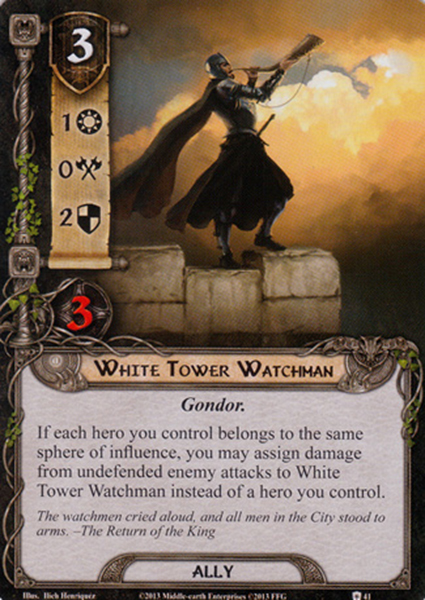 3
1
0
2
3
White Tower Watchman
Gondor.
If each hero you control belongs to the same
sphere of influence, you may assign damage
from undefended enemy attacks to White
Tower Watchman instead of a hero you control.
The watchmen cried aloud, and all men in the City stood to
arms. –The Return of the King
ALLY
Illus. Ilich Henriquez ©2013 Middle-earth Enterprises ©2013 FFG 41